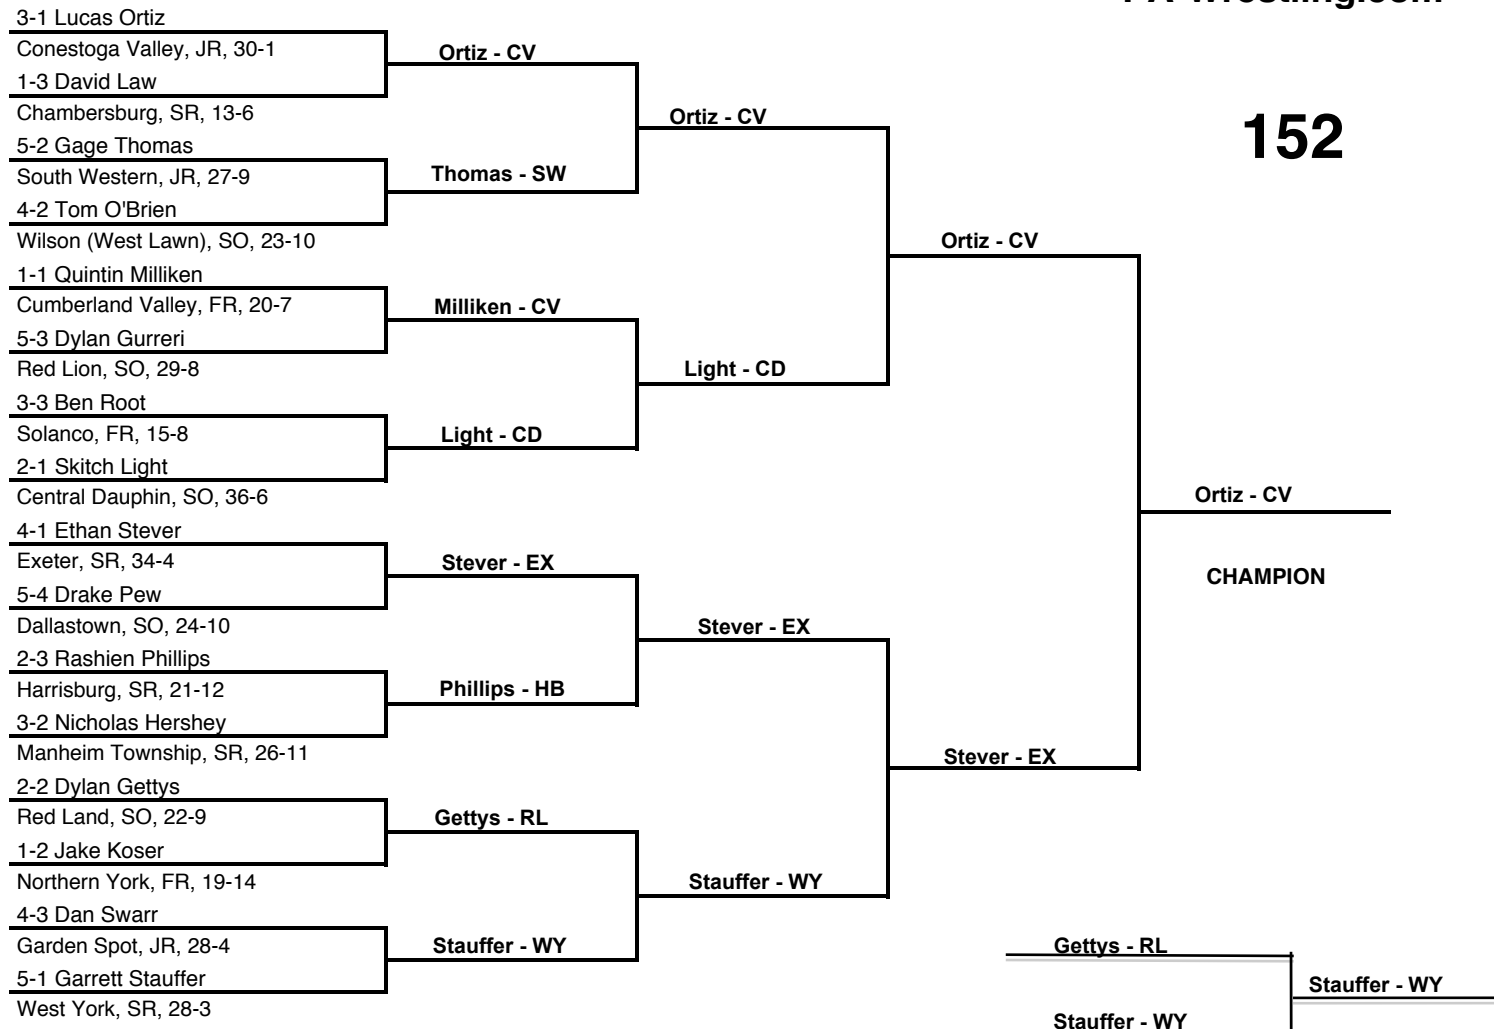 3-1 Lucas Ortiz
Conestoga Valley, JR, 30-1
1-3 David Law
Chambersburg, SR, 13-6
5-2 Gage Thomas
South Western, JR, 27-9
4-2 Tom O'Brien
Wilson (West Lawn), SO, 23-10
1-1 Quintin Milliken
Cumberland Valley, FR, 20-7
5-3 Dylan Gurreri
Red Lion, SO, 29-8
3-3 Ben Root
Solanco, FR, 15-8
2-1 Skitch Light
Central Dauphin, SO, 36-6
4-1 Ethan Stever
Exeter, SR, 34-4
5-4 Drake Pew
Dallastown, SO, 24-10
2-3 Rashien Phillips
Harrisburg, SR, 21-12
3-2 Nicholas Hershey
Manheim Township, SR, 26-11
2-2 Dylan Gettys
Red Land, SO, 22-9
1-2 Jake Koser
Northern York, FR, 19-14
4-3 Dan Swarr
Garden Spot, JR, 28-4
5-1 Garrett Stauffer
West York, SR, 28-3
Ortiz - CV
Thomas - SW
Milliken - CV
Light - CD
Stever - EX
Phillips - HB
Gettys - RL
Stauffer - WY
Ortiz - CV
Light - CD
Stever - EX
Stauffer - WY
Ortiz - CV
Stever - EX
152
Ortiz - CV
CHAMPION
Gettys - RL
Stauffer - WY
Stauffer - WY